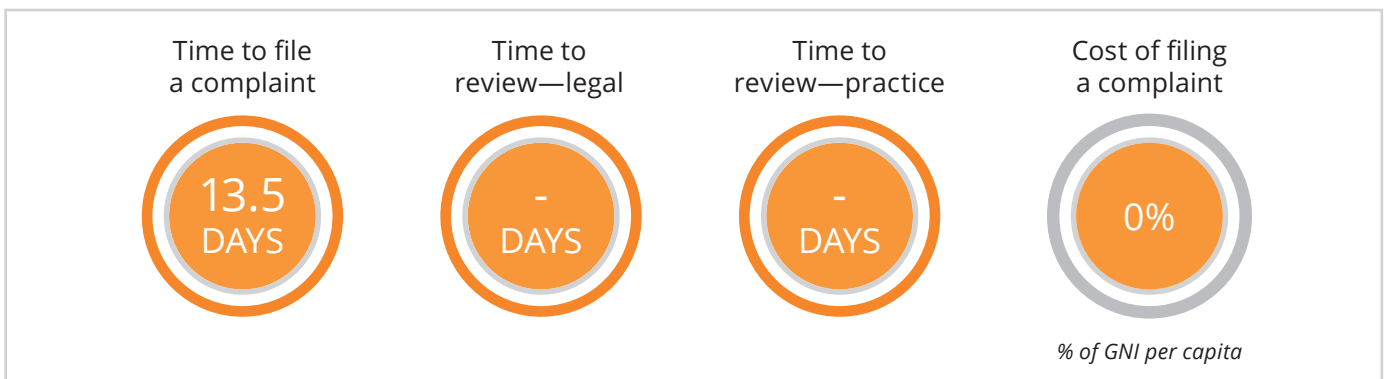 Time to file
a complaint
Time to
review—legal
Time to
review—practice
Cost of filing
a complaint
13.5
DAYS
-
DAYS
-
DAYS
0%
% of GNI per capita